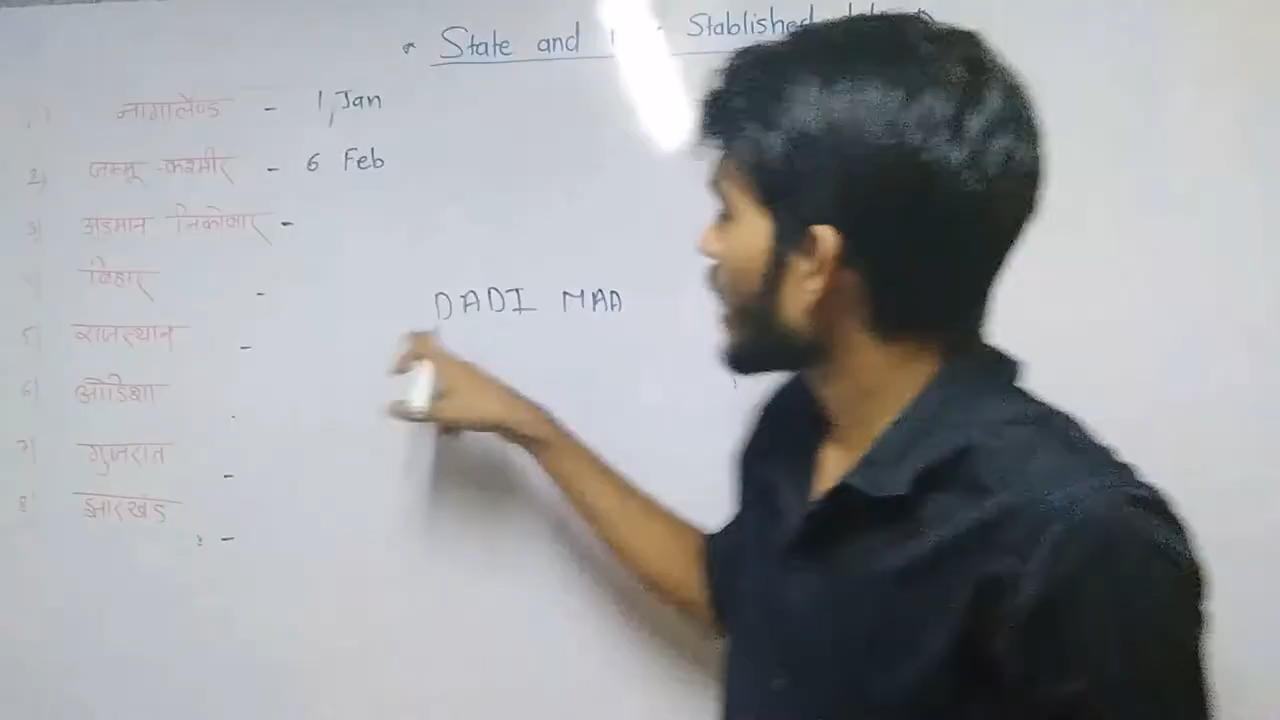 * State and Stablished
1) नागालैण्ड - 1 Jan
2) जम्मू-कश्मीर - 6 Feb
3) अंडमान निकोबार -
बिहार -
5) राजस्थान -
6) ओडिशा
7) गुजरात -
8) झारखंड -
DADI MAA